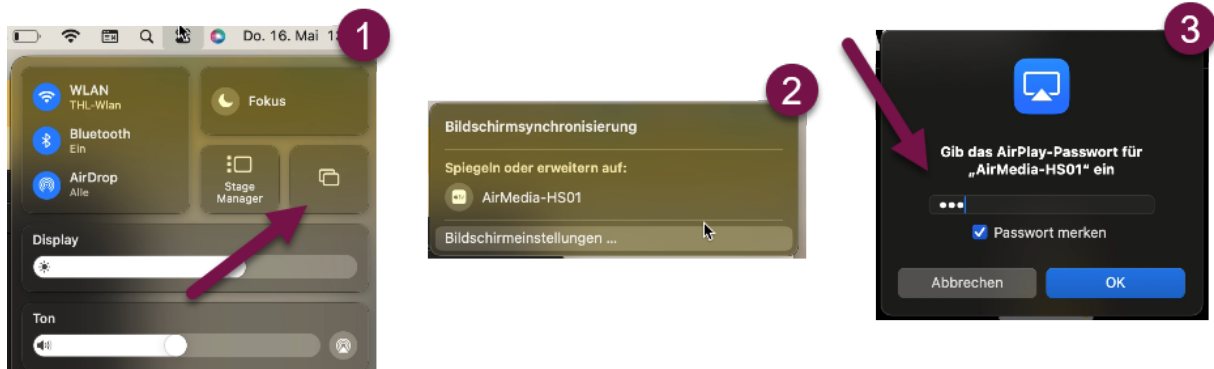 Do. 16. Mai 1
1
WLAN
THL-Wlan
Fokus
Bluetooth
Ein
AirDrop
Alle
Stage
Manager
Display
Ton
2
Bildschirmsynchronisierung
Spiegeln oder erweitern auf:
AirMedia-HS01
Bildschirmeinstellungen ...
3
Gib das AirPlay-Passwort für
„AirMedia-HS01“ ein
Passwort merken
Abbrechen
OK